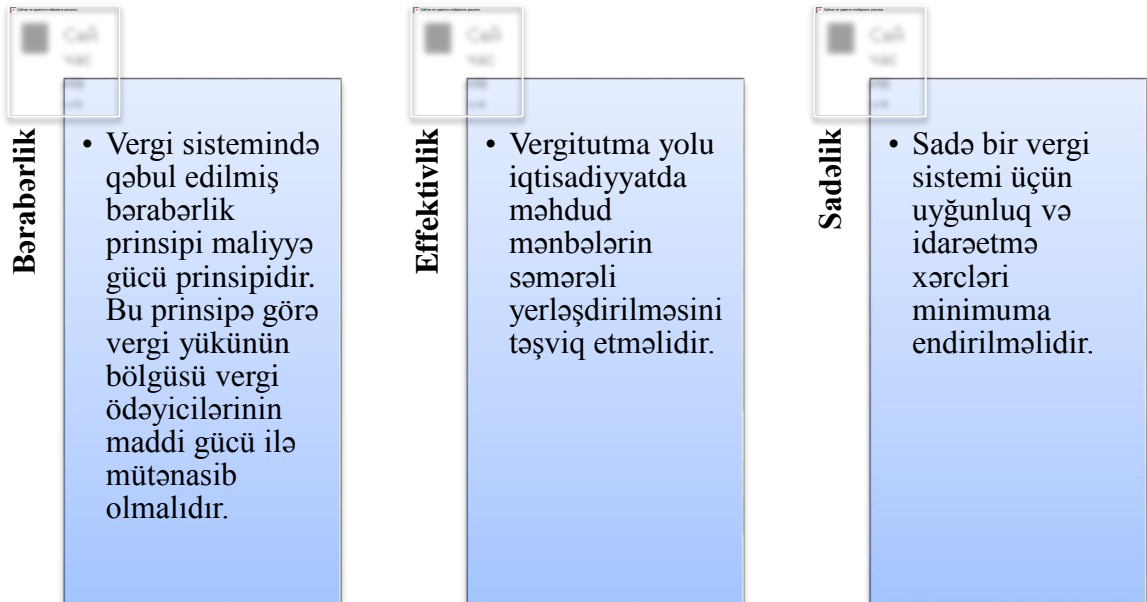 Bərabərlik
• Vergi sistemində
qəbul edilmiş
bərabərlik
prinsipi maliyyə
gücü prinsipidir.
Bu prinsipə görə
vergi yükünün
bölgüsü vergi
ödəyicilərinin
maddi gücü ilə
mütənasib
olmalıdır.
Effektivlik
• Vergitutma yolu
iqtisadiyyatda
məhdud
mənbələrin
səmərəli
yerləşdirilməsini
təşviq etməlidir.
Sadəlik
• Sadə bir vergi
sistemi üçün
uyğunluq və
idarəetmə
xərcləri
minimuma
endirilməlidir.